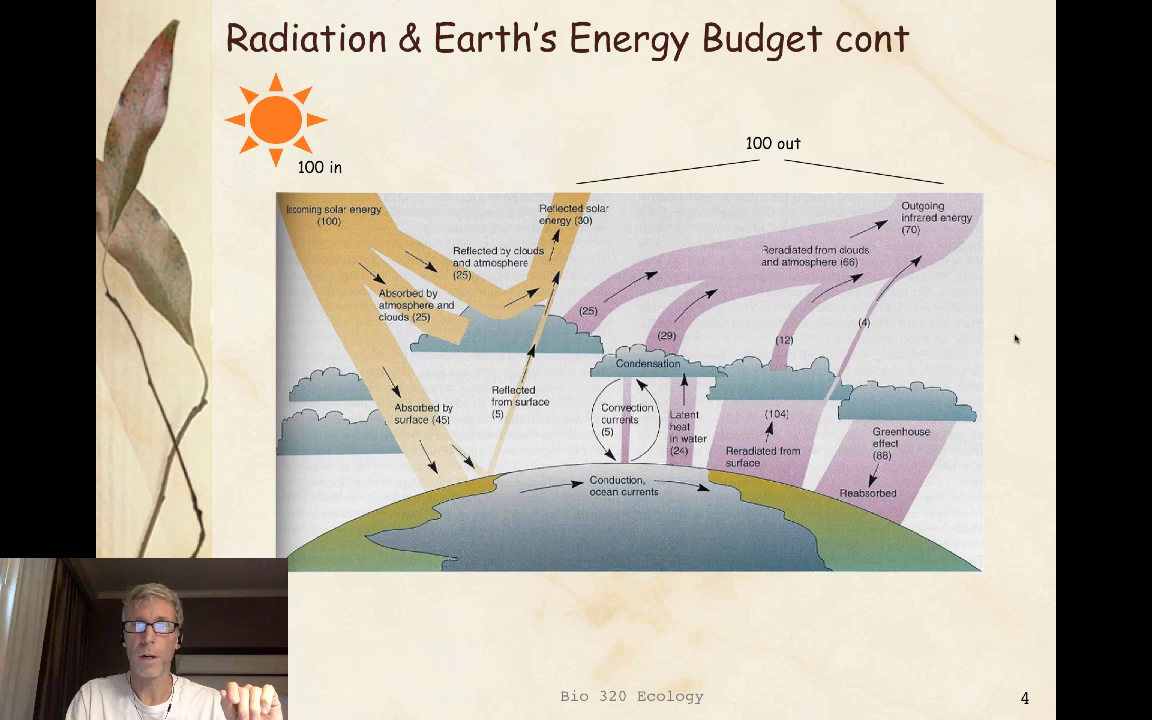 Radiation & Earth's Energy Budget cont
100 in
100 out
Incoming solar energy
(100)
Reflected solar
energy (30)
Outgoing
infrared energy
(70)
Reflected by clouds
and atmosphere
(25)
Reradiated from clouds
and atmosphere (66)
Absorbed by
atmosphere and
clouds (25)
(25)
(29)
(12)
(4)
Condensation
Reflected
from surface
(5)
Absorbed by
surface (45)
Convection
currents
(5)
Latent
heat
in water
(24)
(104)
Reradiated from
surface
Greenhouse
effect
(88)
Reabsorbed
Conduction,
ocean currents
Bio 320 Ecology
4